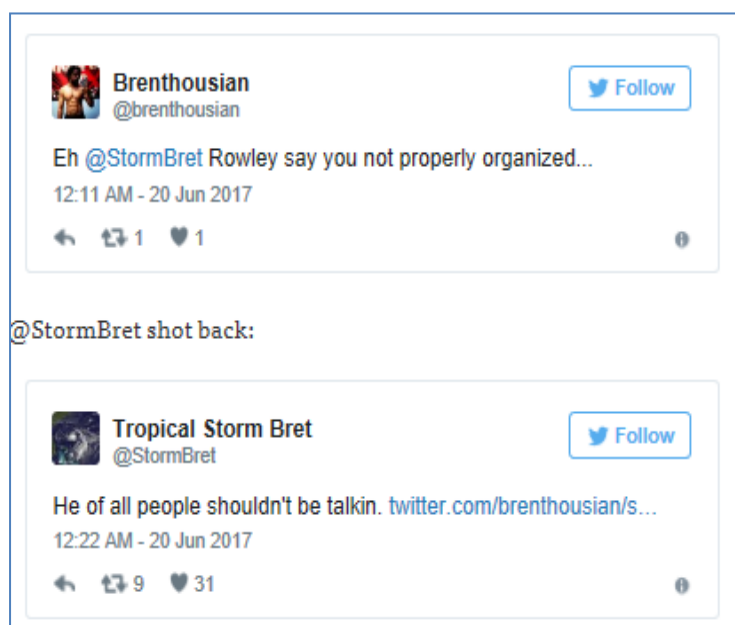 Brenthousian
Follow
@brenthousian
Eh @StormBret Rowley say you not properly organized...
12:11 AM - 20 Jun 2017
1 1
@StormBret shot back:
Tropical Storm Bret
Follow
@StormBret
He of all people shouldn't be talkin. twitter.com/brenthousian/s...
12:22 AM - 20 Jun 2017
9 31